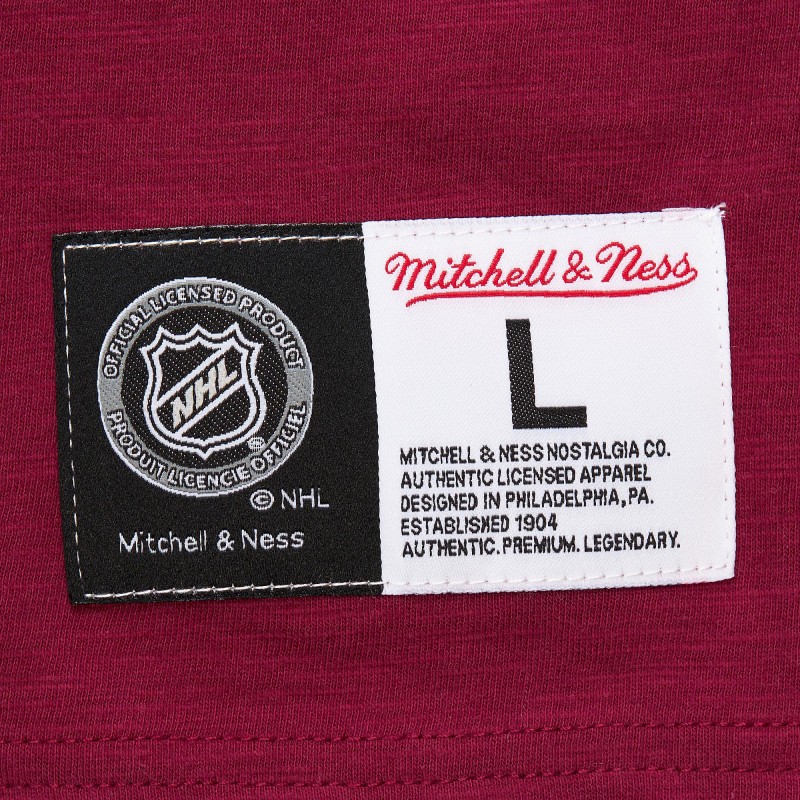 OFFICIAL LICENSED PRODUCT
NHL
PRODUIT LICENCIE OFFICIEL
®
© NHL
Mitchell & Ness
Mitchell & Ness
L
MITCHELL & NESS NOSTALGIA CO.
AUTHENTIC LICENSED APPAREL
DESIGNED IN PHILADELPHIA, PA.
ESTABLISHED 1904
AUTHENTIC. PREMIUM. LEGENDARY.